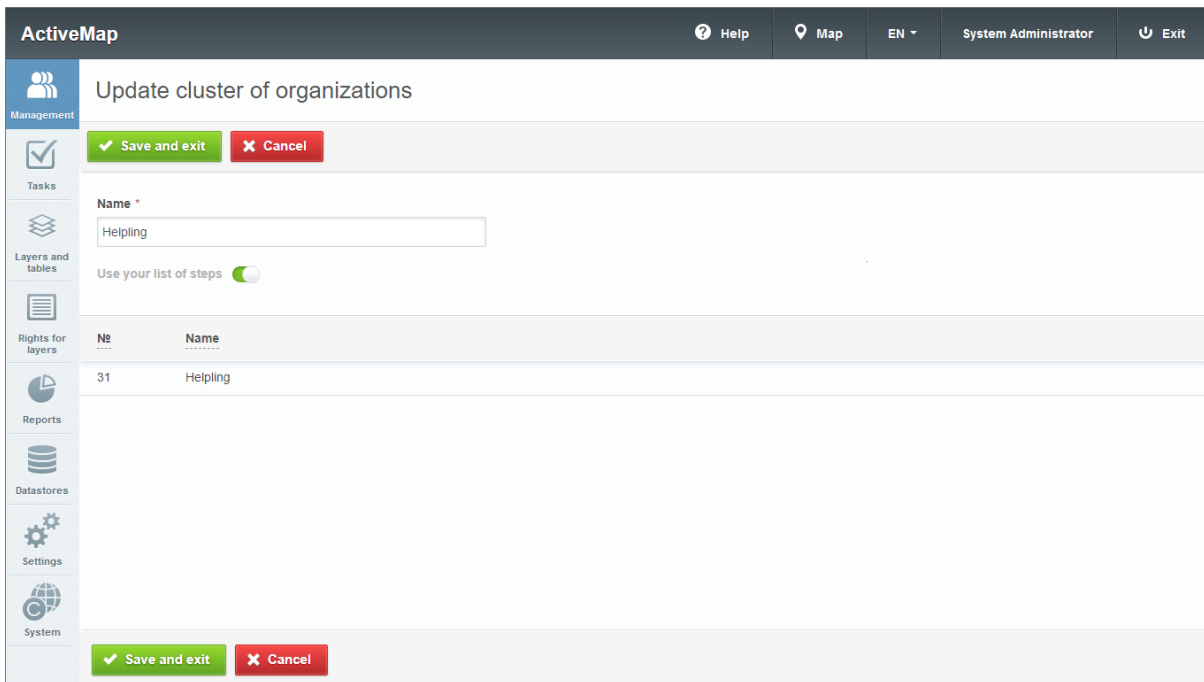 ActiveMap
Help
Map
EN
System Administrator
Exit
Management
Tasks
Layers and
tables
Rights for
layers
Reports
Datastores
Settings
System
Update cluster of organizations
Save and exit
Cancel
Name *
Helpling
Use your list of steps
№ Name
31 Helpling
Save and exit
Cancel